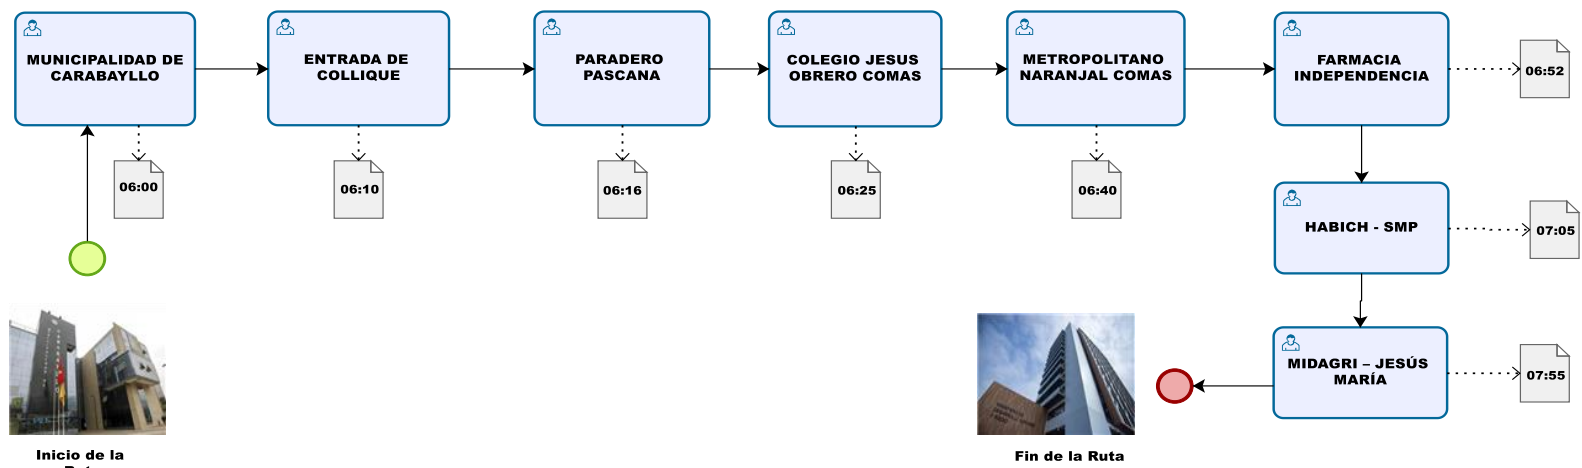 MUNICIPALIDAD DE
CARABAYLLO
ENTRADA DE
COLLIQUE
PARADERO
PASCANA
COLEGIO JESUS
OBRERO COMAS
METROPOLITANO
NARANJAL COMAS
FARMACIA
INDEPENDENCIA
06:52
06:00
06:10
06:16
06:25
06:40
HABICH - SMP
07:05
MIDAGRI – JESÚS
MARÍA
07:55
Inicio de la
Fin de la Ruta